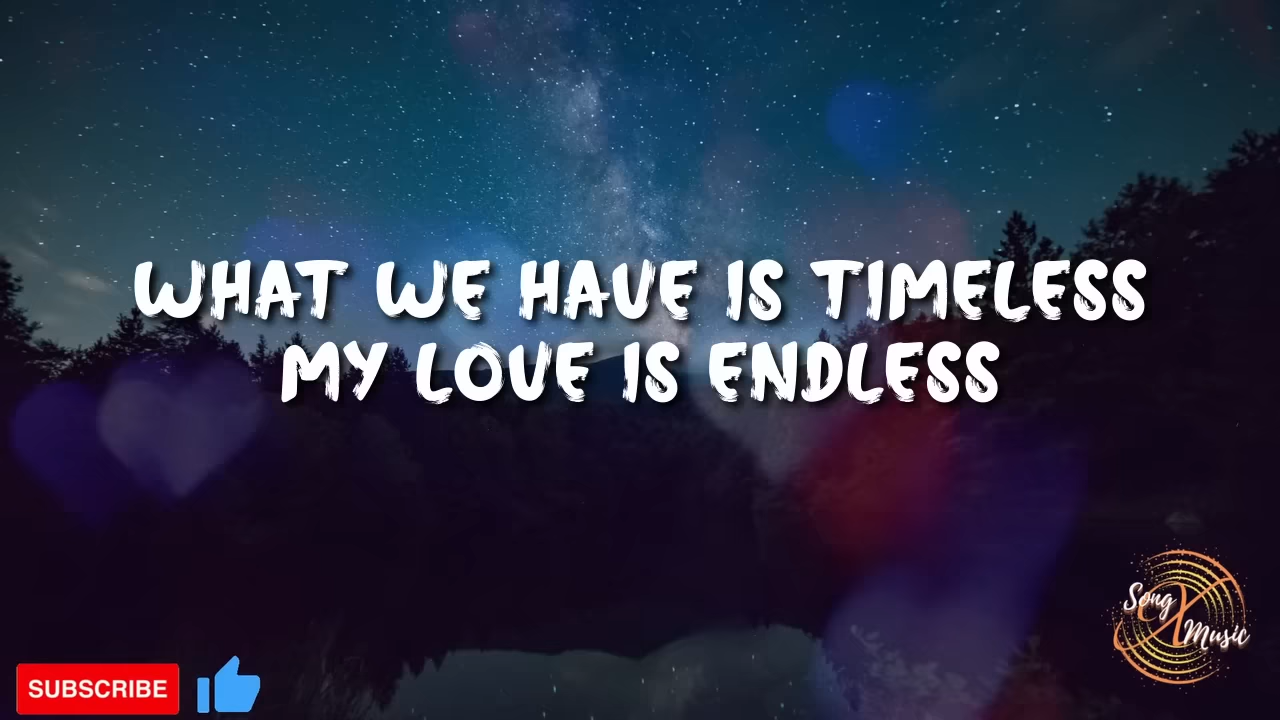 WHAT WE HAVE IS TIMELESS
MY LOVE IS ENDLESS
Song X Music
SUBSCRIBE